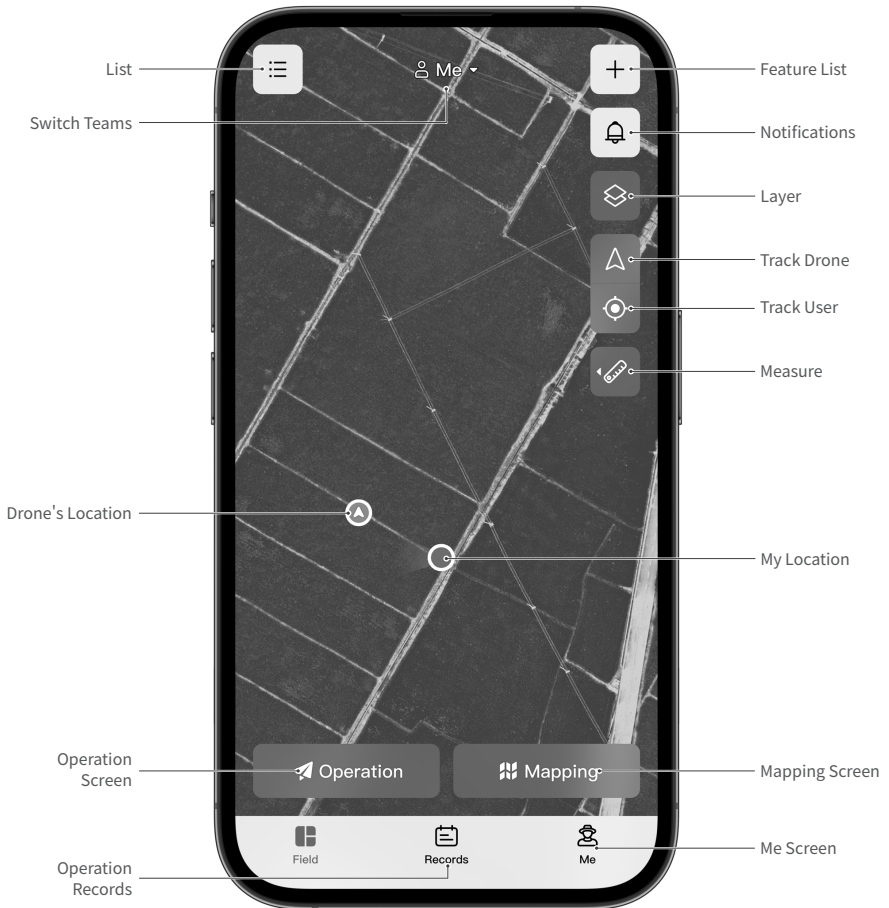 List
Me
Feature List
Switch Teams
Notifications
Layer
Track Drone
Track User
Measure
Drone's Location
My Location
Operation
Screen
Operation
Mapping
Mapping Screen
Field
Records
Me
Me Screen
Operation
Records